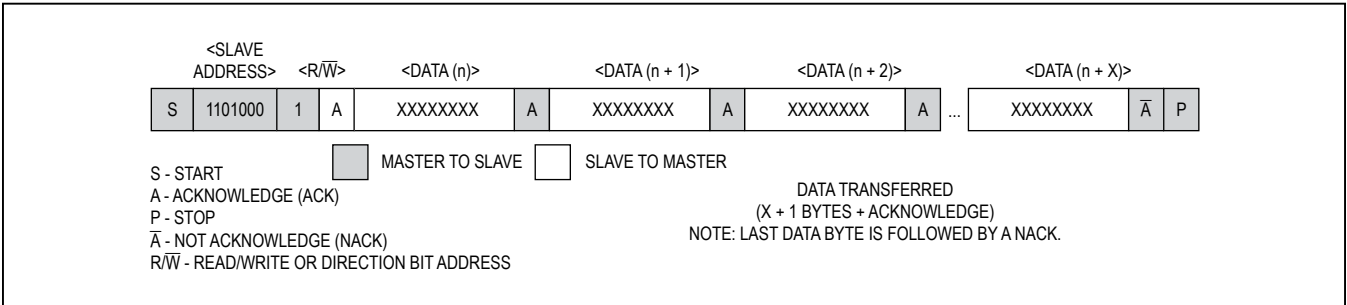 <SLAVE
ADDRESS> <R/W̅> <DATA (n)> <DATA (n + 1)> <DATA (n + 2)> <DATA (n + X)>
S 1101000 1 A XXXXXXXX A XXXXXXXX A XXXXXXXX A ... XXXXXXXX A̅ P
MASTER TO SLAVE SLAVE TO MASTER
S - START
A - ACKNOWLEDGE (ACK)
P - STOP
A̅ - NOT ACKNOWLEDGE (NACK)
R/W̅ - READ/WRITE OR DIRECTION BIT ADDRESS
DATA TRANSFERRED
(X + 1 BYTES + ACKNOWLEDGE)
NOTE: LAST DATA BYTE IS FOLLOWED BY A NACK.